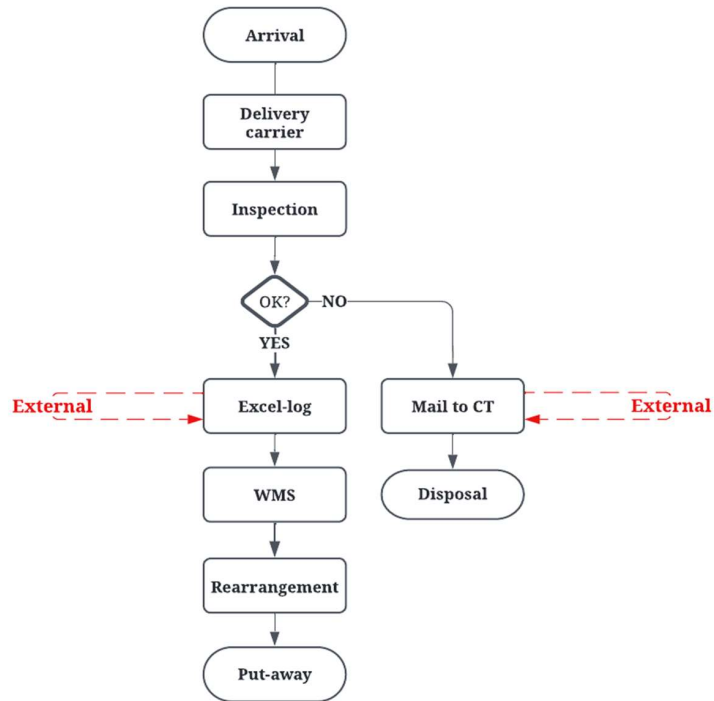 Arrival
Delivery
carrier
Inspection
OK?
NO
YES
External
Excel-log
Mail to CT
External
WMS
Disposal
Rearrangement
Put-away